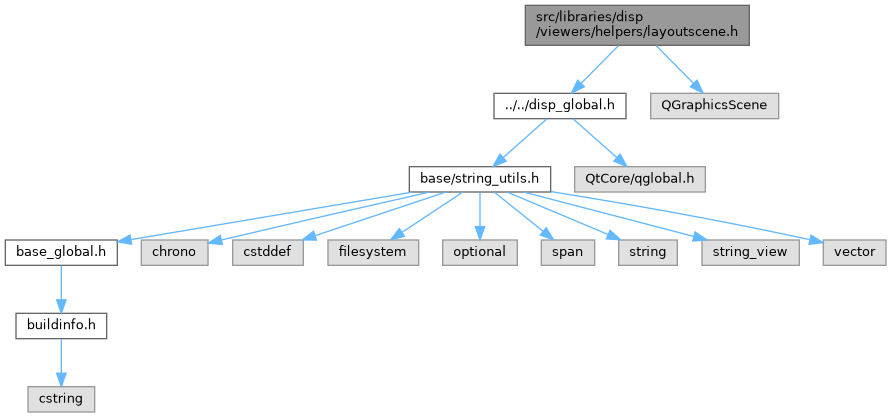 src/libraries/disp
/viewers/helpers/layoutscene.h
../../disp_global.h
QGraphicsScene
base/string_utils.h
QtCore/qglobal.h
base_global.h
chrono
cstddef
filesystem
optional
span
string
string_view
vector
buildinfo.h
cstring